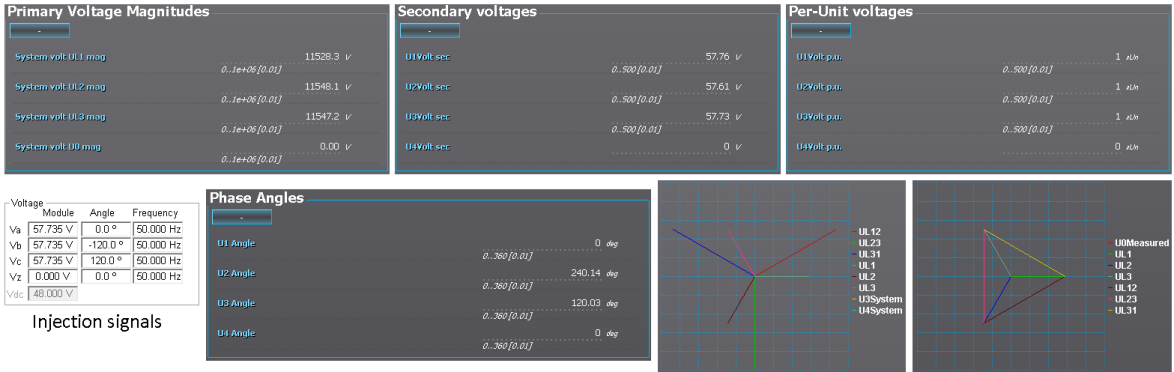 Primary Voltage Magnitudes
-
System volt UL1 mag 11528.3 V
0..1e+06 [0.01]
System volt UL2 mag 11548.1 V
0..1e+06 [0.01]
System volt UL3 mag 11547.2 V
0..1e+06 [0.01]
System volt U0 mag 0.00 V
0..1e+06 [0.01]
Secondary voltages
-
U1Volt sec 57.76 V
0..500 [0.01]
U2Volt sec 57.61 V
0..500 [0.01]
U3Volt sec 57.73 V
0..500 [0.01]
U4Volt sec 0 V
Per-Unit voltages
-
U1Volt p.u. 1 xUn
0..500 [0.01]
U2Volt p.u. 1 xUn
0..500 [0.01]
U3Volt p.u. 1 xUn
0..500 [0.01]
U4Volt p.u. 0 xUn
Voltage
Module Angle Frequency
Va 57.735 V 0.0 º 50.000 Hz
Vb 57.735 V -120.0 º 50.000 Hz
Vc 57.735 V 120.0 º 50.000 Hz
Vz 0.000 V 0.0 º 50.000 Hz
Vdc 48.000 V
Injection signals
Phase Angles
-
U1 Angle 0 deg
0..360 [0.01]
U2 Angle 240.14 deg
0..360 [0.01]
U3 Angle 120.03 deg
0..360 [0.01]
U4 Angle 0 deg
0..360 [0.01]
UL12
UL23
UL31
UL1
UL2
UL3
U3System
U4System
U0Measured
UL1
UL2
UL3
UL12
UL23
UL31